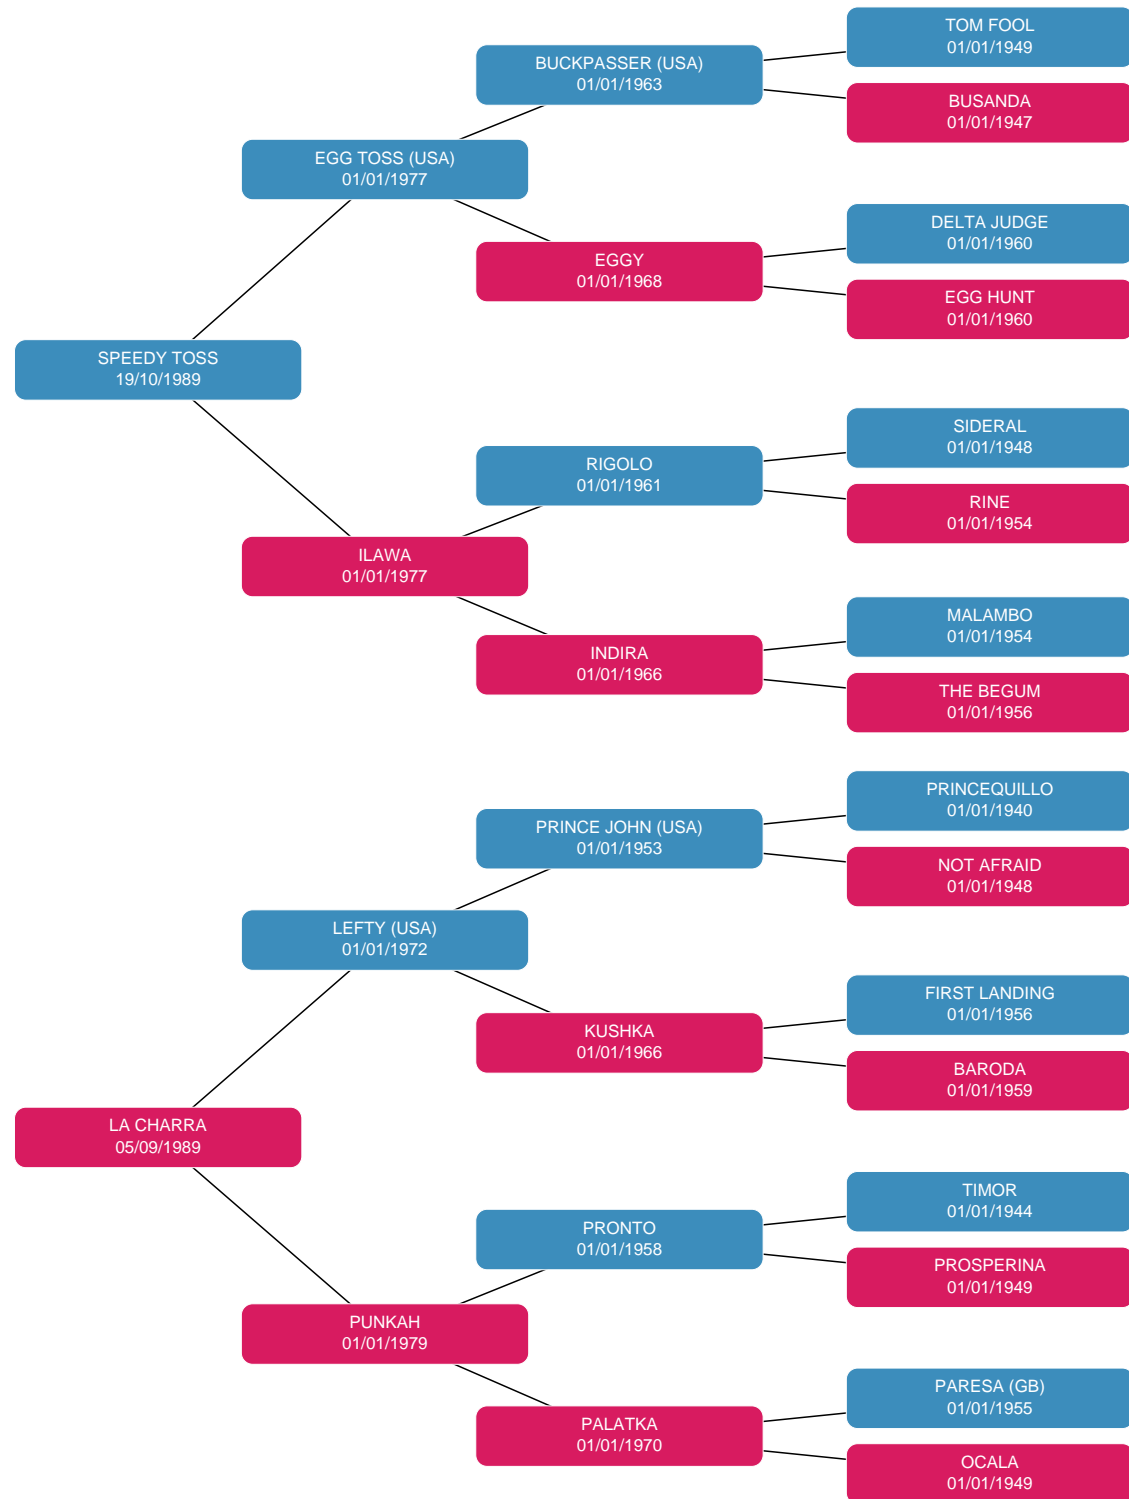 TOM FOOL
01/01/1949
BUCKPASSER (USA)
01/01/1963
BUSANDA
01/01/1947
EGG TOSS (USA)
01/01/1977
DELTA JUDGE
01/01/1960
EGGY
01/01/1968
EGG HUNT
01/01/1960
SPEEDY TOSS
19/10/1989
SIDERAL
01/01/1948
RIGOLO
01/01/1961
RINE
01/01/1954
ILAWA
01/01/1977
MALAMBO
01/01/1954
INDIRA
01/01/1966
THE BEGUM
01/01/1956
PRINCEQUILLO
01/01/1940
PRINCE JOHN (USA)
01/01/1953
NOT AFRAID
01/01/1948
LEFTY (USA)
01/01/1972
FIRST LANDING
01/01/1956
KUSHKA
01/01/1966
BARODA
01/01/1959
LA CHARRA
05/09/1989
TIMOR
01/01/1944
PRONTO
01/01/1958
PROSPERINA
01/01/1949
PUNKAH
01/01/1979
PARESA (GB)
01/01/1955
PALATKA
01/01/1970
OCALA
01/01/1949